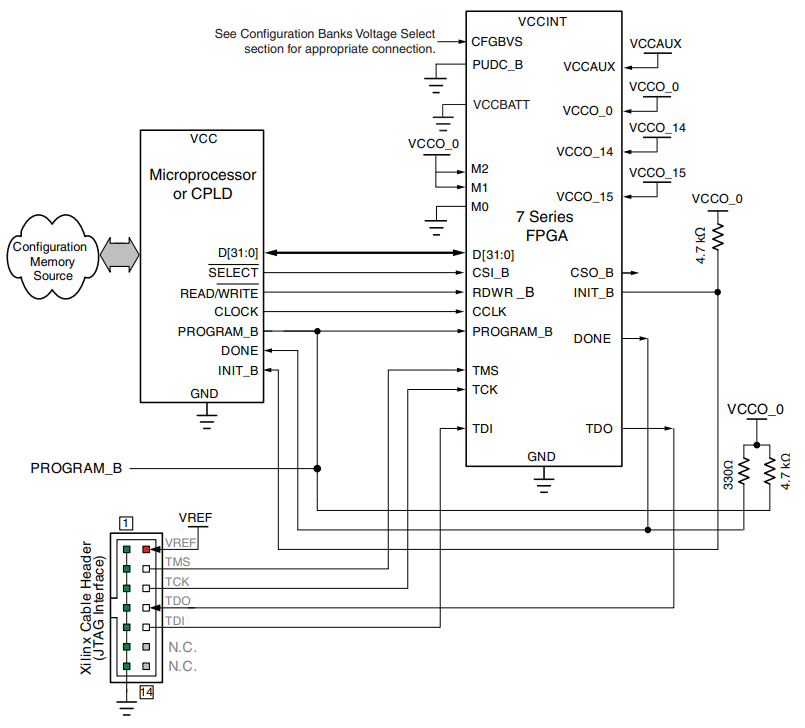 VCCINT
See Configuration Banks Voltage Select
section for appropriate connection.
CFGBVS
PUDC_B
VCCBATT
VCCAUX
VCCAUX
VCCO_0
VCCO_0
VCCO_14
VCCO_14
VCCO_15
VCCO_15
VCCO_0
M2
M1
M0
7 Series
FPGA
VCC
Microprocessor
or CPLD
Configuration
Memory
Source
D[31:0]
SELECT
READ/WRITE
CLOCK
PROGRAM_B
DONE
INIT_B
GND
D[31:0]
CSI_B
RDWR _B
CCLK
PROGRAM_B
TMS
TCK
TDI
GND
CSO_B
INIT_B
DONE
TDO
VCCO_0
4.7 kΩ
VCCO_0
330Ω
4.7 kΩ
PROGRAM_B
1
VREF
VREF
TMS
TCK
TDO
TDI
N.C.
N.C.
14
Xilinx Cable Header
(JTAG Interface)